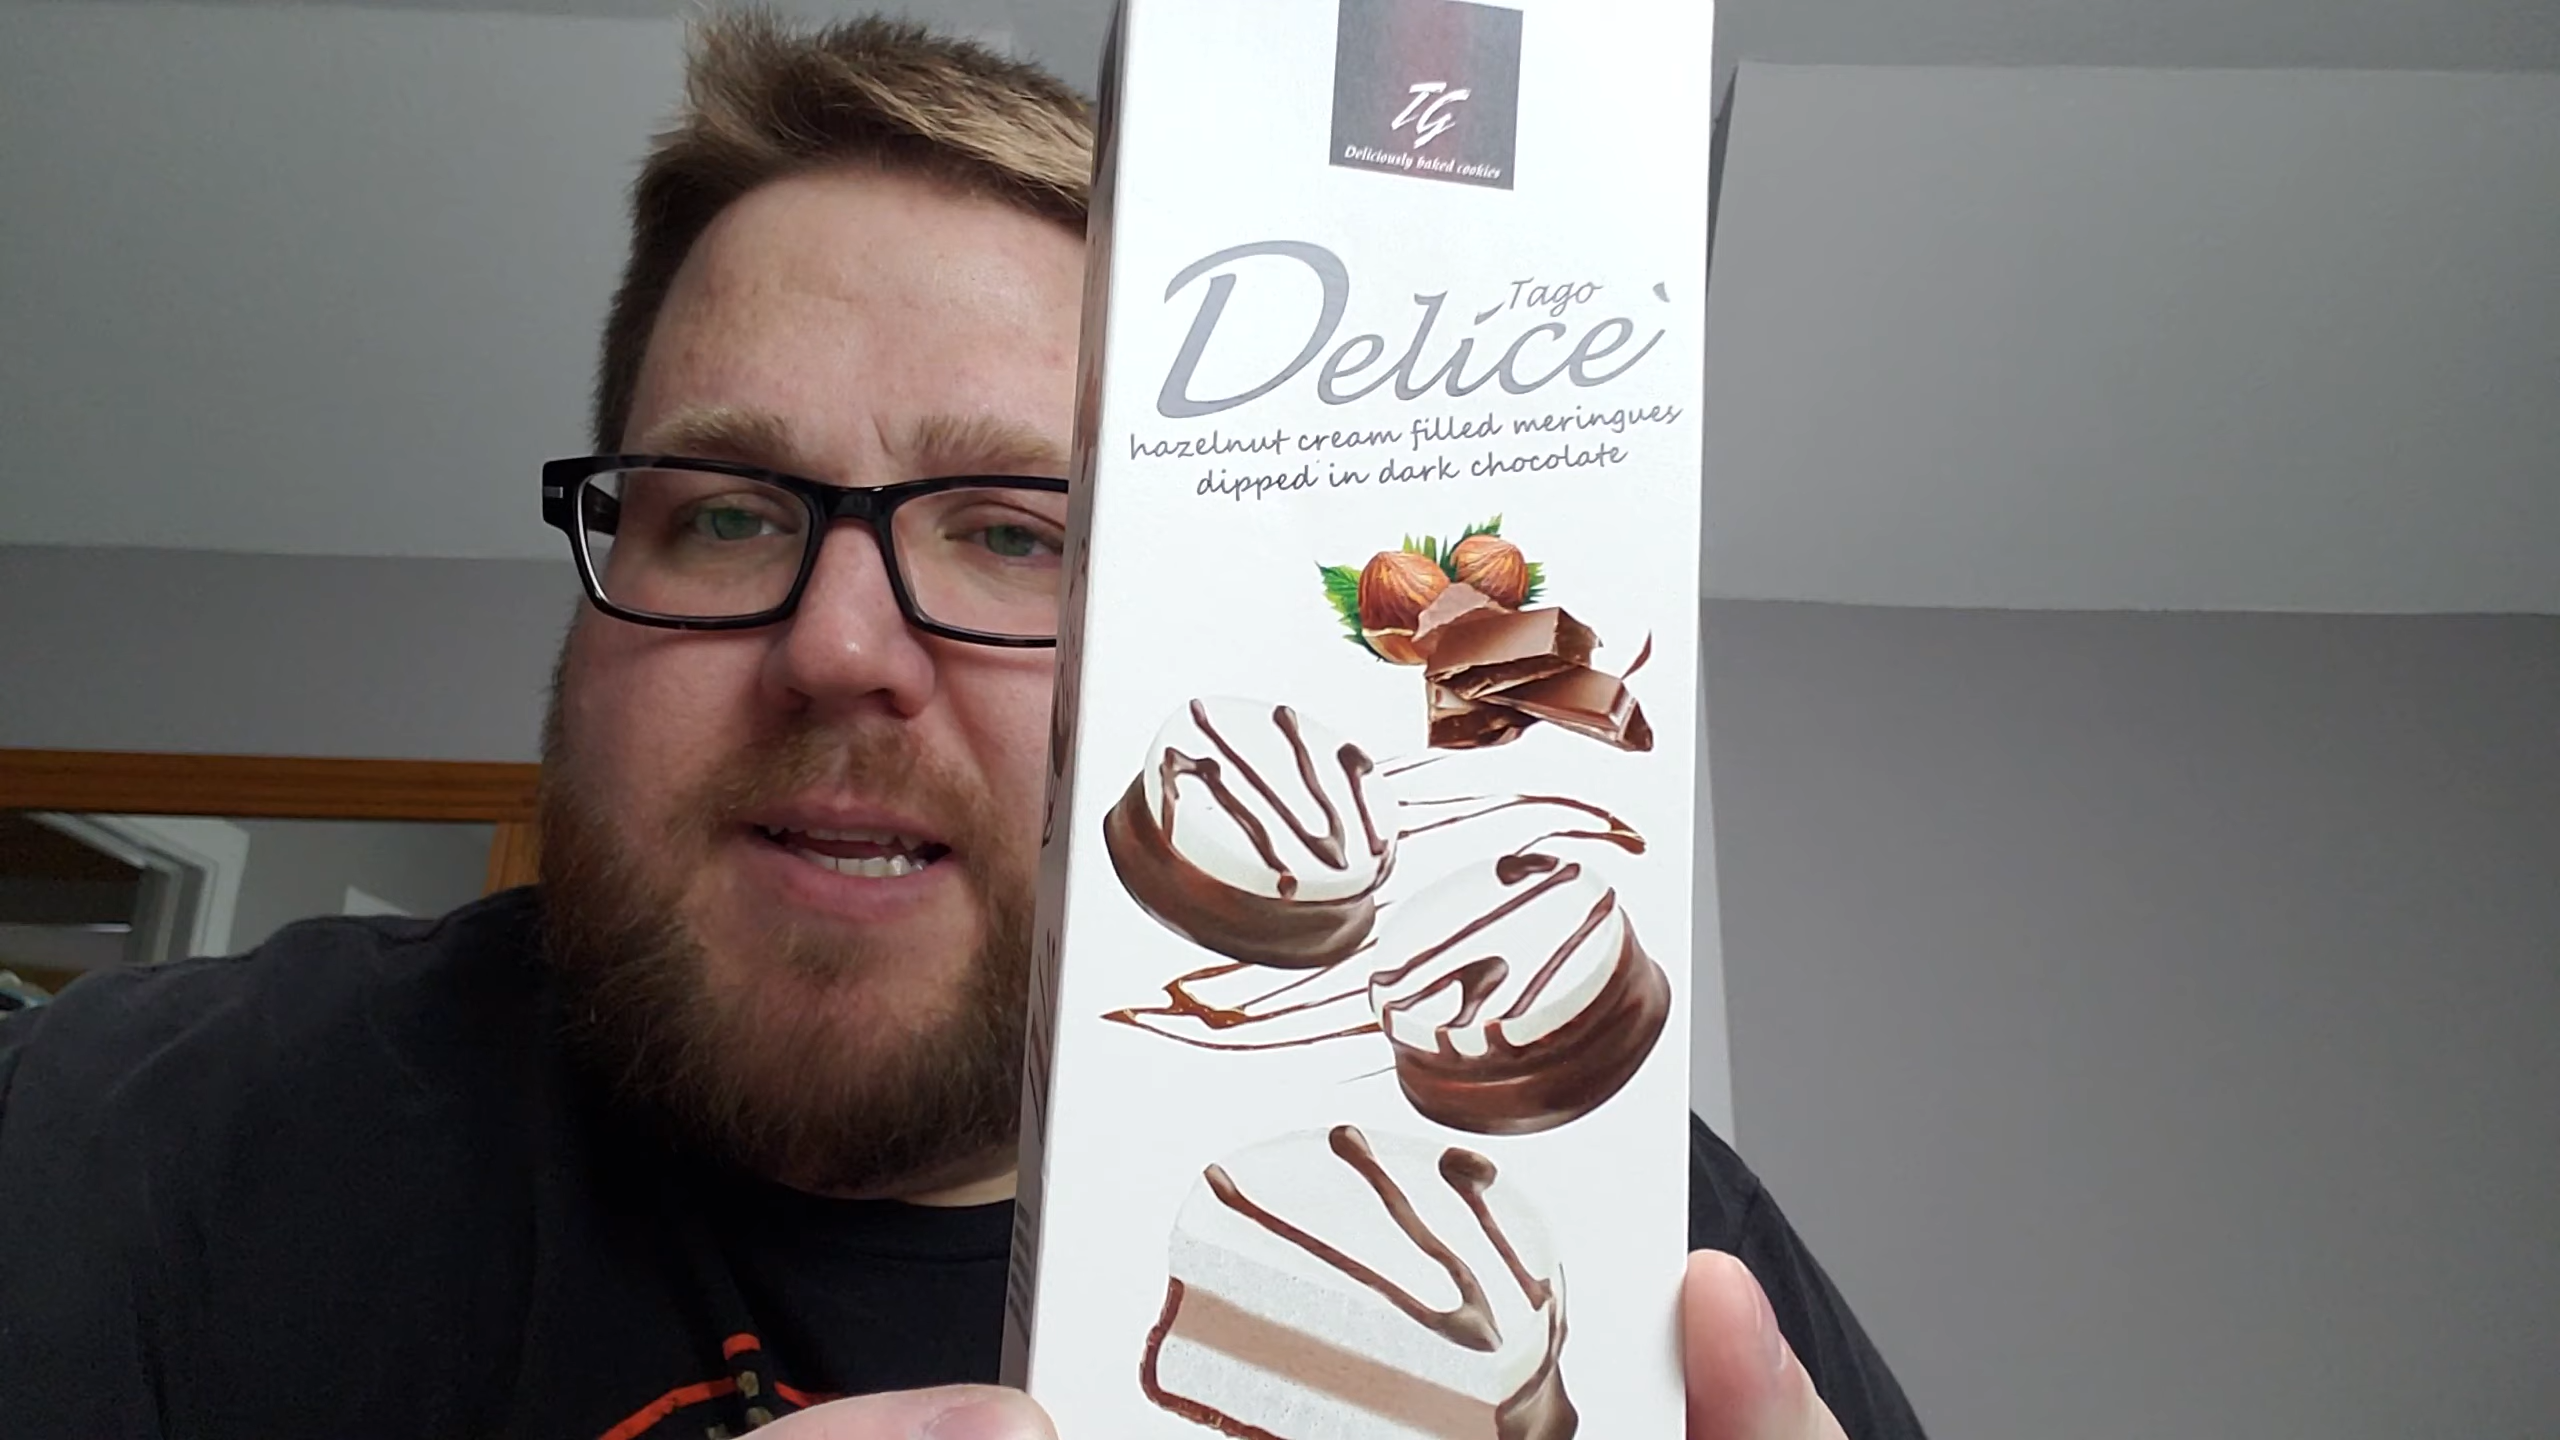 TG
Deliciously baked cookies
Tago
Delice`
hazelnut cream filled meringues
dipped in dark chocolate